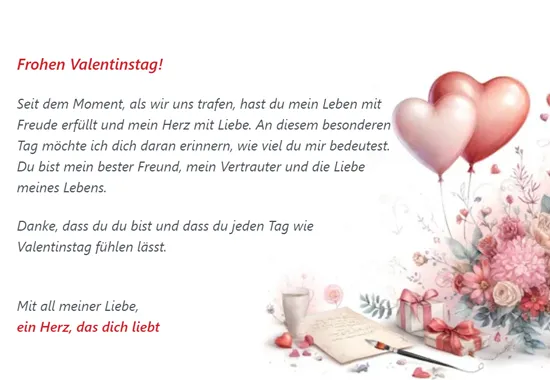 Frohen Valentinstag!
Seit dem Moment, als wir uns trafen, hast du mein Leben mit
Freude erfüllt und mein Herz mit Liebe. An diesem besonderen
Tag möchte ich dich daran erinnern, wie viel du mir bedeutest.
Du bist mein bester Freund, mein Vertrauter und die Liebe
meines Lebens.
Danke, dass du du bist und dass du jeden Tag wie
Valentinstag fühlen lässt.
Mit all meiner Liebe,
ein Herz, das dich liebt